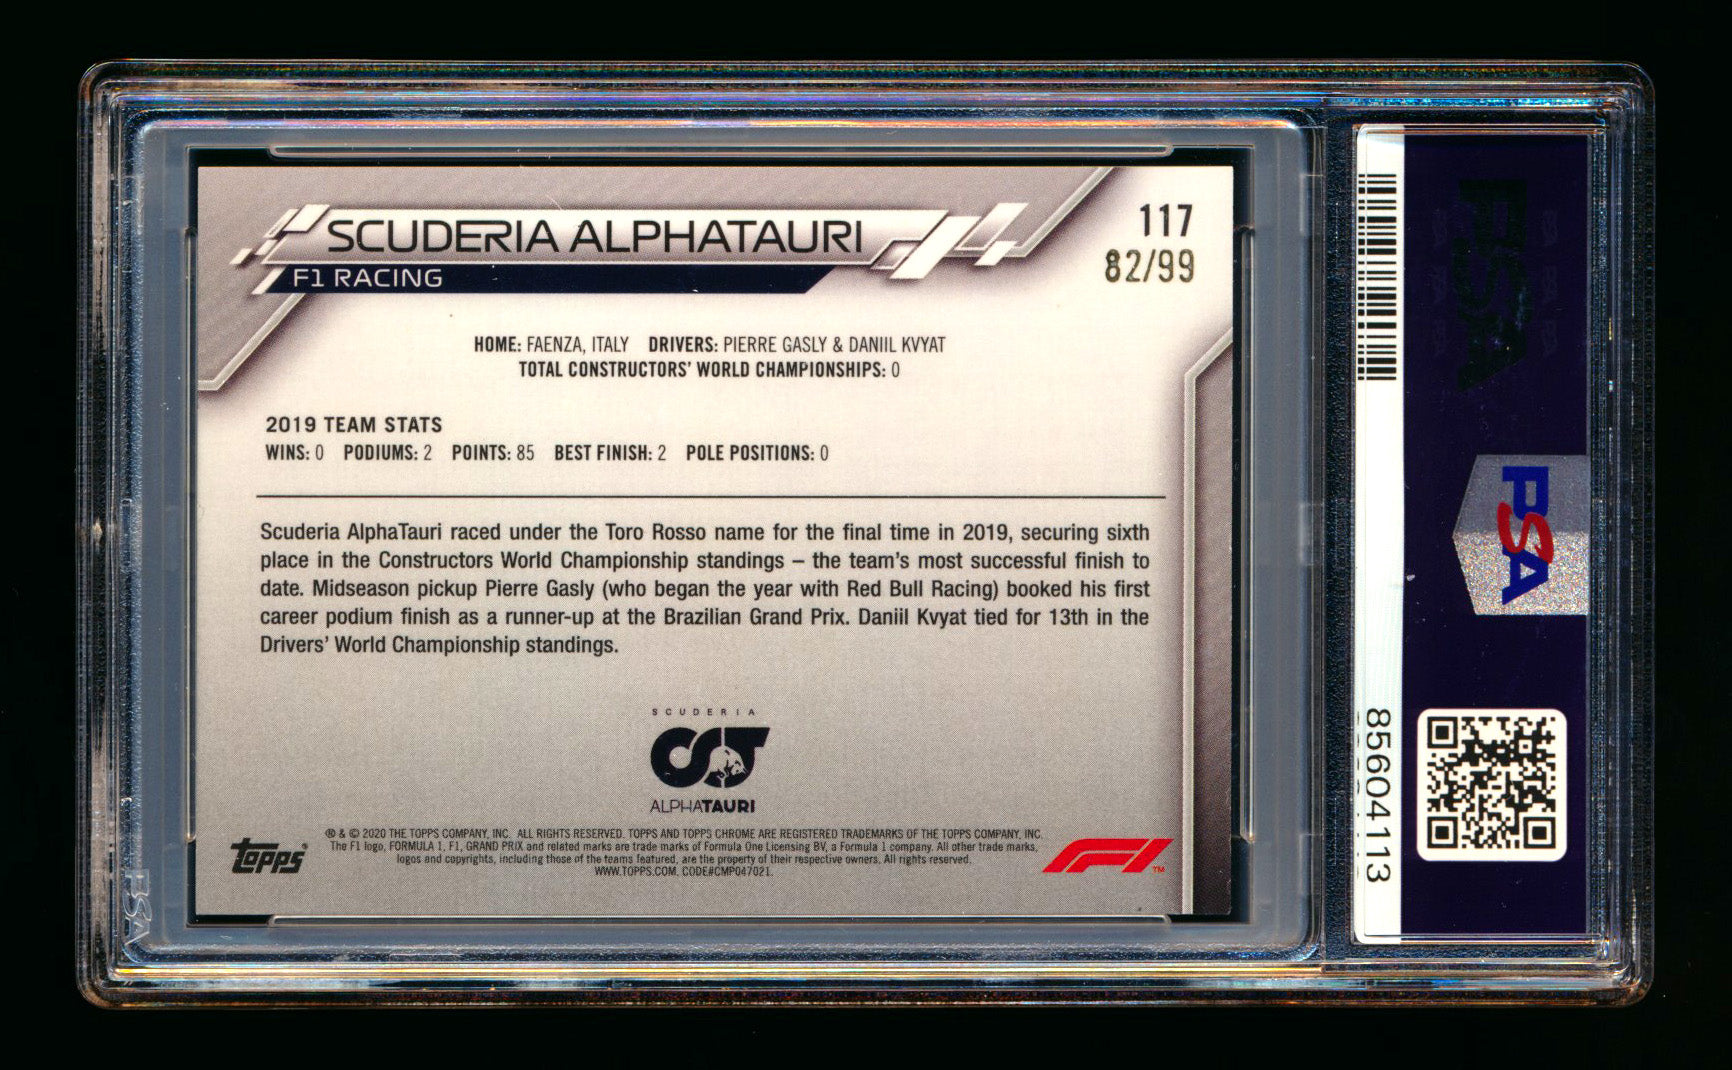 SCUDERIA ALPHATAURI
F1 RACING
117
82/99
HOME: FAENZA, ITALY DRIVERS: PIERRE GASLY & DANIIL KVYAT
TOTAL CONSTRUCTORS' WORLD CHAMPIONSHIPS: 0
2019 TEAM STATS
WINS: 0 PODIUMS: 2 POINTS: 85 BEST FINISH: 2 POLE POSITIONS: 0
Scuderia AlphaTauri raced under the Toro Rosso name for the final time in 2019, securing sixth
place in the Constructors World Championship standings – the team's most successful finish to
date. Midseason pickup Pierre Gasly (who began the year with Red Bull Racing) booked his first
career podium finish as a runner-up at the Brazilian Grand Prix. Daniil Kvyat tied for 13th in the
Drivers' World Championship standings.
SCUDERIA
ALPHATAURI
topps
® & © 2020 THE TOPPS COMPANY, INC. ALL RIGHTS RESERVED. TOPPS AND TOPPS CHROME ARE REGISTERED TRADEMARKS OF THE TOPPS COMPANY, INC.
The F1 logo, FORMULA 1, F1, GRAND PRIX and related marks are trade marks of Formula One Licensing BV, a Formula 1 company. All other trade marks,
logos and copyrights, including those of the teams featured, are the property of their respective owners. All rights reserved.
WWW.TOPPS.COM. CODE#CMP047021.
F1 ™
PSA
PSA
PSA
85604113